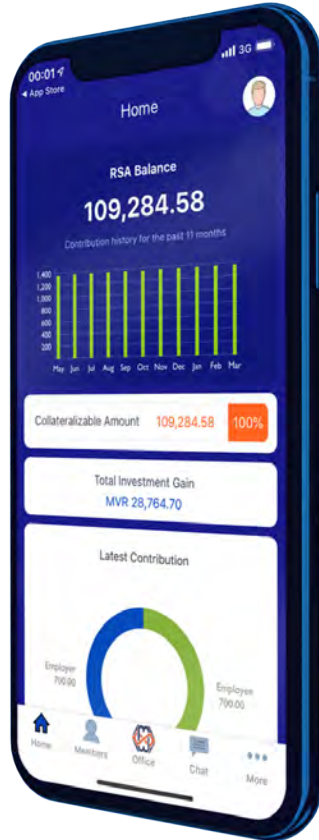 00:01
3G
App Store
Home
RSA Balance
109,284.58
Contribution history for the past 11 months
1,400
1,200
1,000
800
600
400
200
May Jun Jul Aug Sep Oct Nov Dec Jan Feb Mar
Collateralizable Amount 109,284.58 100%
Total Investment Gain
MVR 28,764.70
Latest Contribution
Employer
700.00
Employee
700.00
Home
Members
Office
Chat
More